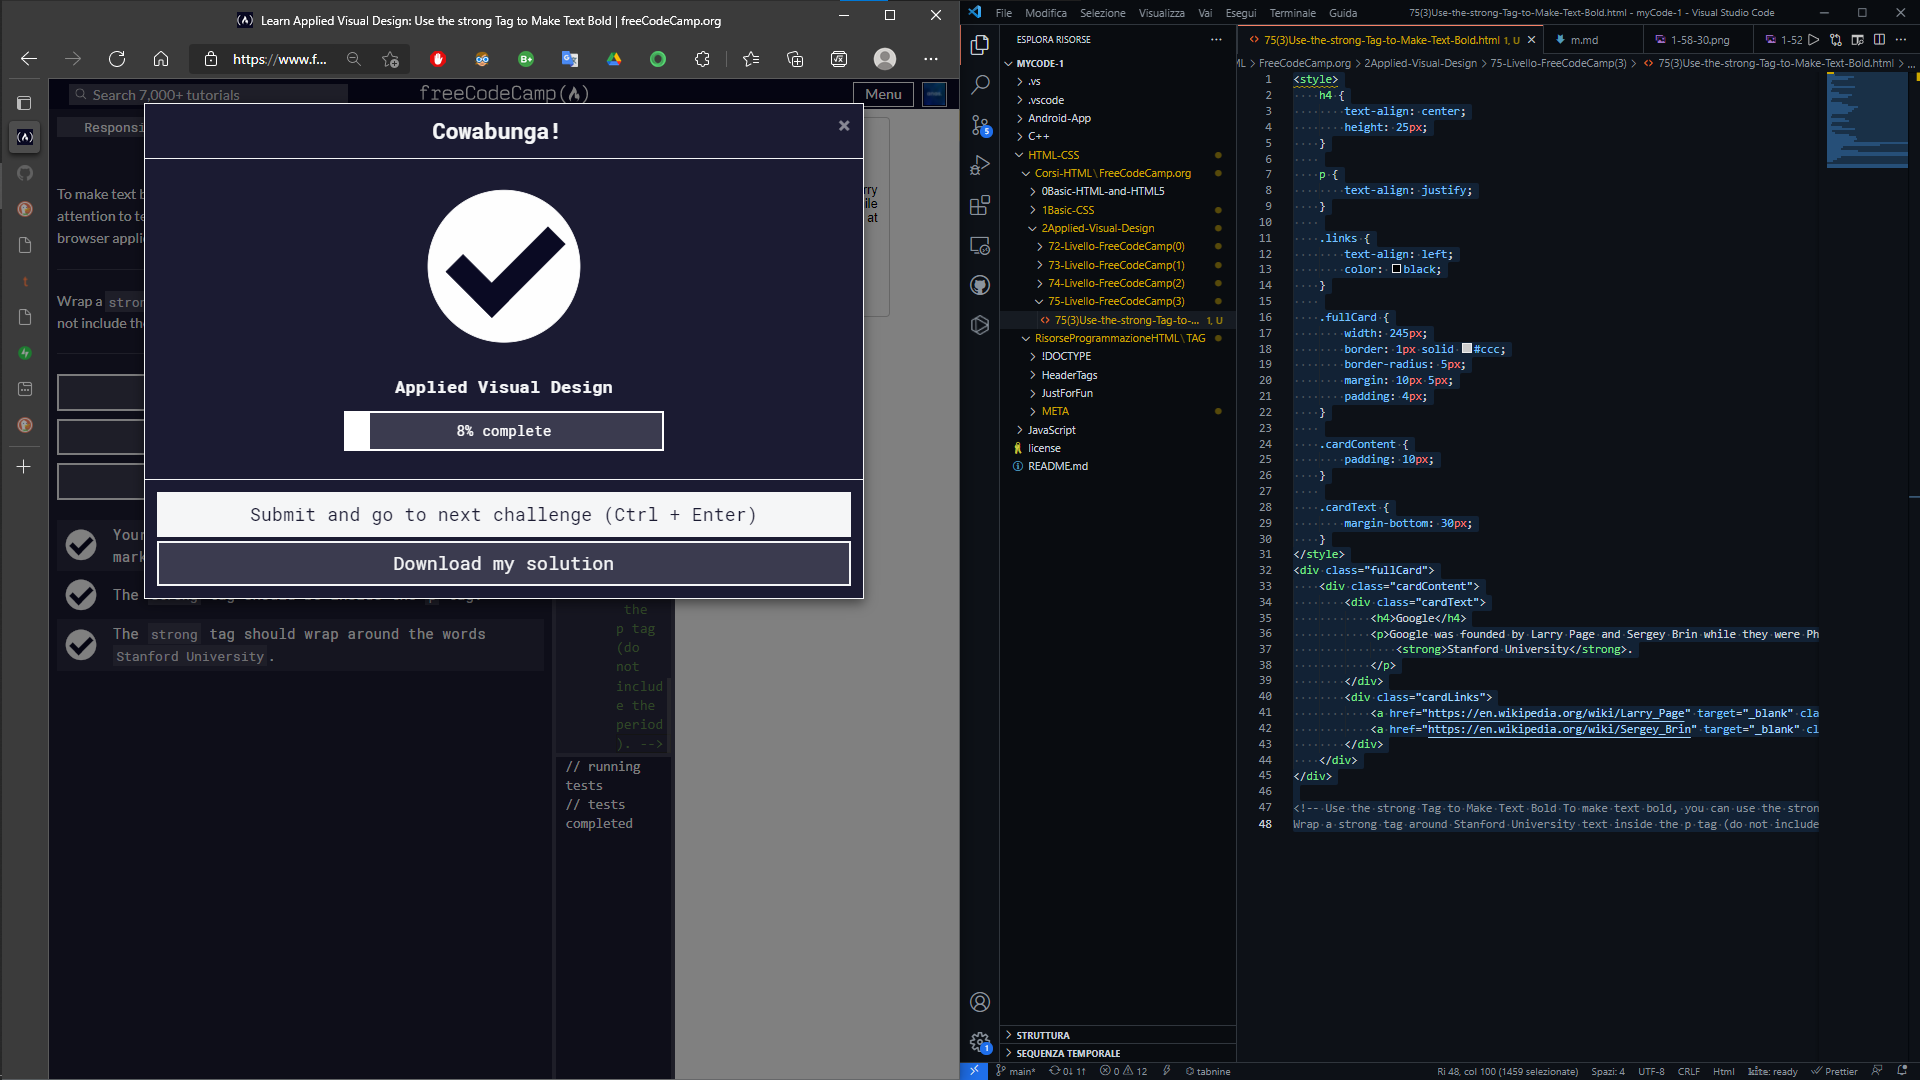 Learn Applied Visual Design: Use the strong Tag to Make Text Bold | freeCodeCamp.org
https://www.f...
Search 7,000+ tutorials
freeCodeCamp
Menu
Responsi
To make text b
attention to te
browser appli
Wrap a stron
not include the
rry
ile
at
Cowabunga!
×
Applied Visual Design
8% complete
Submit and go to next challenge (Ctrl + Enter)
Download my solution
Your
mark
The strong tag should be inside the p tag.
The strong tag should wrap around the words
Stanford University.
the
p tag
(do
not
includ
e the
period
). -->
// running
tests
// tests
completed
File Modifica Selezione Visualizza Vai Esegui Terminale Guida
75(3)Use-the-strong-Tag-to-Make-Text-Bold.html - myCode-1 - Visual Studio Code
ESPLORA RISORSE
MYCODE-1
.vs
.vscode
Android-App
C++
HTML-CSS
Corsi-HTML\FreeCodeCamp.org
0Basic-HTML-and-HTML5
1Basic-CSS
2Applied-Visual-Design
72-Livello-FreeCodeCamp(0)
73-Livello-FreeCodeCamp(1)
74-Livello-FreeCodeCamp(2)
75-Livello-FreeCodeCamp(3)
75(3)Use-the-strong-Tag-to-... 1, U
RisorseProgrammazioneHTML\TAG
!DOCTYPE
HeaderTags
JustForFun
META
JavaScript
license
README.md
STRUTTURA
SEQUENZA TEMPORALE
75(3)Use-the-strong-Tag-to-Make-Text-Bold.html 1, U
m.md
1-58-30.png
1-52
ML > FreeCodeCamp.org > 2Applied-Visual-Design > 75-Livello-FreeCodeCamp(3) > 75(3)Use-the-strong-Tag-to-Make-Text-Bold.html > ...
1 <style>
2 h4 {
3 text-align: center;
4 height: 25px;
5 }
6
7 p {
8 text-align: justify;
9 }
10
11 .links {
12 text-align: left;
13 color: black;
14 }
15
16 .fullCard {
17 width: 245px;
18 border: 1px solid #ccc;
19 border-radius: 5px;
20 margin: 10px 5px;
21 padding: 4px;
22 }
23
24 .cardContent {
25 padding: 10px;
26 }
27
28 .cardText {
29 margin-bottom: 30px;
30 }
31 </style>
32 <div class="fullCard">
33 <div class="cardContent">
34 <div class="cardText">
35 <h4>Google</h4>
36 <p>Google was founded by Larry Page and Sergey Brin while they were Ph
37 <strong>Stanford University</strong>.
38 </p>
39 </div>
40 <div class="cardLinks">
41 <a href="https://en.wikipedia.org/wiki/Larry_Page" target="_blank" cla
42 <a href="https://en.wikipedia.org/wiki/Sergey_Brin" target="_blank" cl
43 </div>
44 </div>
45 </div>
46
47 <!-- Use the strong Tag to Make Text Bold To make text bold, you can use the stron
48 Wrap a strong tag around Stanford University text inside the p tag (do not include
main* 0↓ 1↑ 0 12 tabnine
Ri 48, col 100 (1459 selezionate) Spazi: 4 UTF-8 CRLF Html kite: ready Prettier